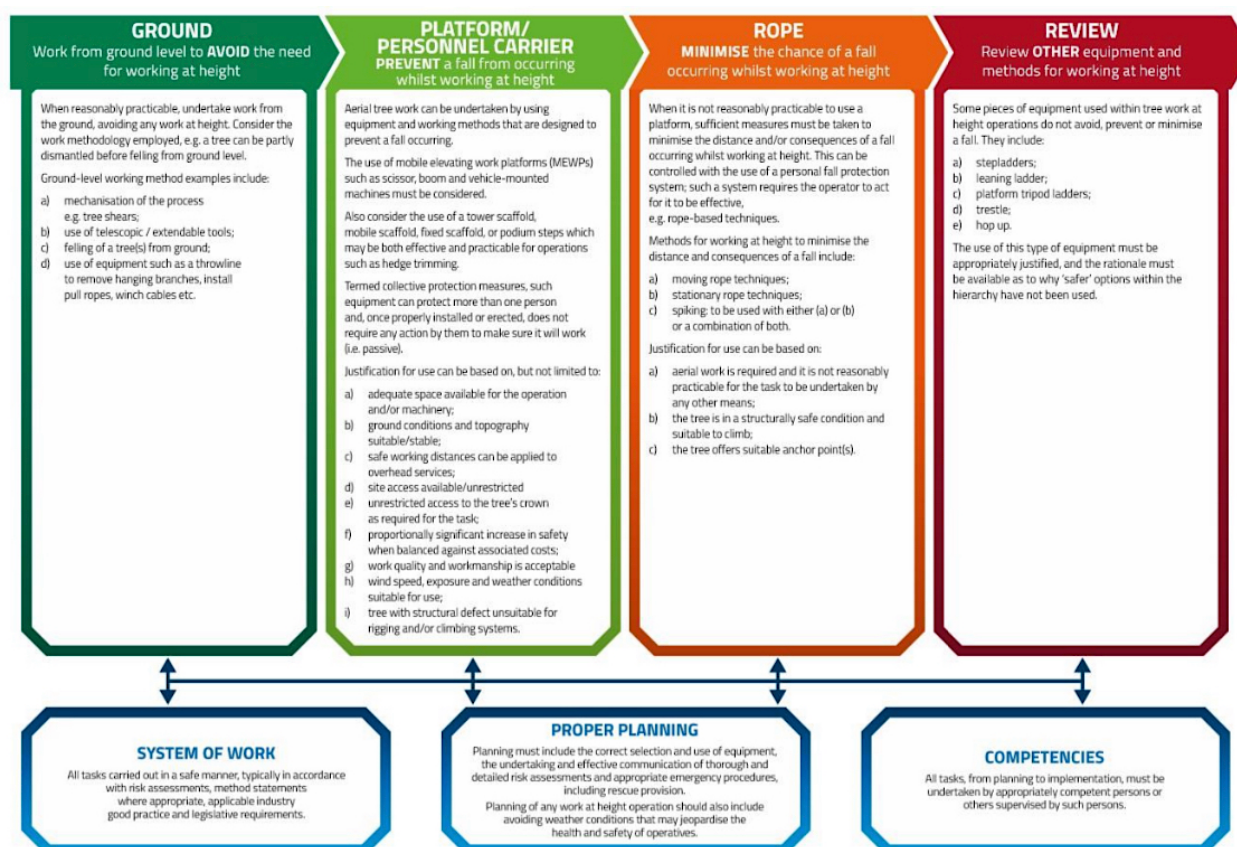 GROUND
Work from ground level to AVOID the need
for working at height
When reasonably practicable, undertake work from
the ground, avoiding any work at height. Consider the
work methodology employed, e.g. a tree can be partly
dismantled before felling from ground level.
Ground-level working method examples include:
a) mechanisation of the process
e.g. tree shears;
b) use of telescopic / extendable tools;
c) felling of a tree(s) from ground;
d) use of equipment such as a throwline
to remove hanging branches, install
pull ropes, winch cables etc.
PLATFORM/
PERSONNEL CARRIER
PREVENT a fall from occurring
whilst working at height
Aerial tree work can be undertaken by using
equipment and working methods that are designed to
prevent a fall occurring.
The use of mobile elevating work platforms (MEWPs)
such as scissor, boom and vehicle-mounted
machines must be considered.
Also consider the use of a tower scaffold,
mobile scaffold, fixed scaffold, or podium steps which
may be both effective and practicable for operations
such as hedge trimming.
Termed collective protection measures, such
equipment can protect more than one person
and, once properly installed or erected, does not
require any action by them to make sure it will work
(i.e. passive).
Justification for use can be based on, but not limited to:
a) adequate space available for the operation
and/or machinery;
b) ground conditions and topography
suitable/stable;
c) safe working distances can be applied to
overhead services;
d) site access available/unrestricted
e) unrestricted access to the tree's crown
as required for the task;
f) proportionally significant increase in safety
when balanced against associated costs;
g) work quality and workmanship is acceptable
h) wind speed, exposure and weather conditions
suitable for use;
i) tree with structural defect unsuitable for
rigging and/or climbing systems.
ROPE
MINIMISE the chance of a fall
occurring whilst working at height
When it is not reasonably practicable to use a
platform, sufficient measures must be taken to
minimise the distance and/or consequences of a fall
occurring whilst working at height. This can be
controlled with the use of a personal fall protection
system; such a system requires the operator to act
for it to be effective,
e.g. rope-based techniques.
Methods for working at height to minimise the
distance and consequences of a fall include:
a) moving rope techniques;
b) stationary rope techniques;
c) spiking: to be used with either (a) or (b)
or a combination of both.
Justification for use can be based on:
a) aerial work is required and it is not reasonably
practicable for the task to be undertaken by
any other means;
b) the tree is in a structurally safe condition and
suitable to climb;
c) the tree offers suitable anchor point(s).
REVIEW
Review OTHER equipment and
methods for working at height
Some pieces of equipment used within tree work at
height operations do not avoid, prevent or minimise
a fall. They include:
a) stepladders;
b) leaning ladder;
c) platform tripod ladders;
d) trestle;
e) hop up.
The use of this type of equipment must be
appropriately justified, and the rationale must
be available as to why 'safer' options within the
hierarchy have not been used.
SYSTEM OF WORK
All tasks carried out in a safe manner, typically in accordance
with risk assessments, method statements
where appropriate, applicable industry
good practice and legislative requirements.
PROPER PLANNING
Planning must include the correct selection and use of equipment,
the undertaking and effective communication of thorough and
detailed risk assessments and appropriate emergency procedures,
including rescue provision.
Planning of any work at height operation should also include
avoiding weather conditions that may jeopardise the
health and safety of operatives.
COMPETENCIES
All tasks, from planning to implementation, must be
undertaken by appropriately competent persons or
others supervised by such persons.